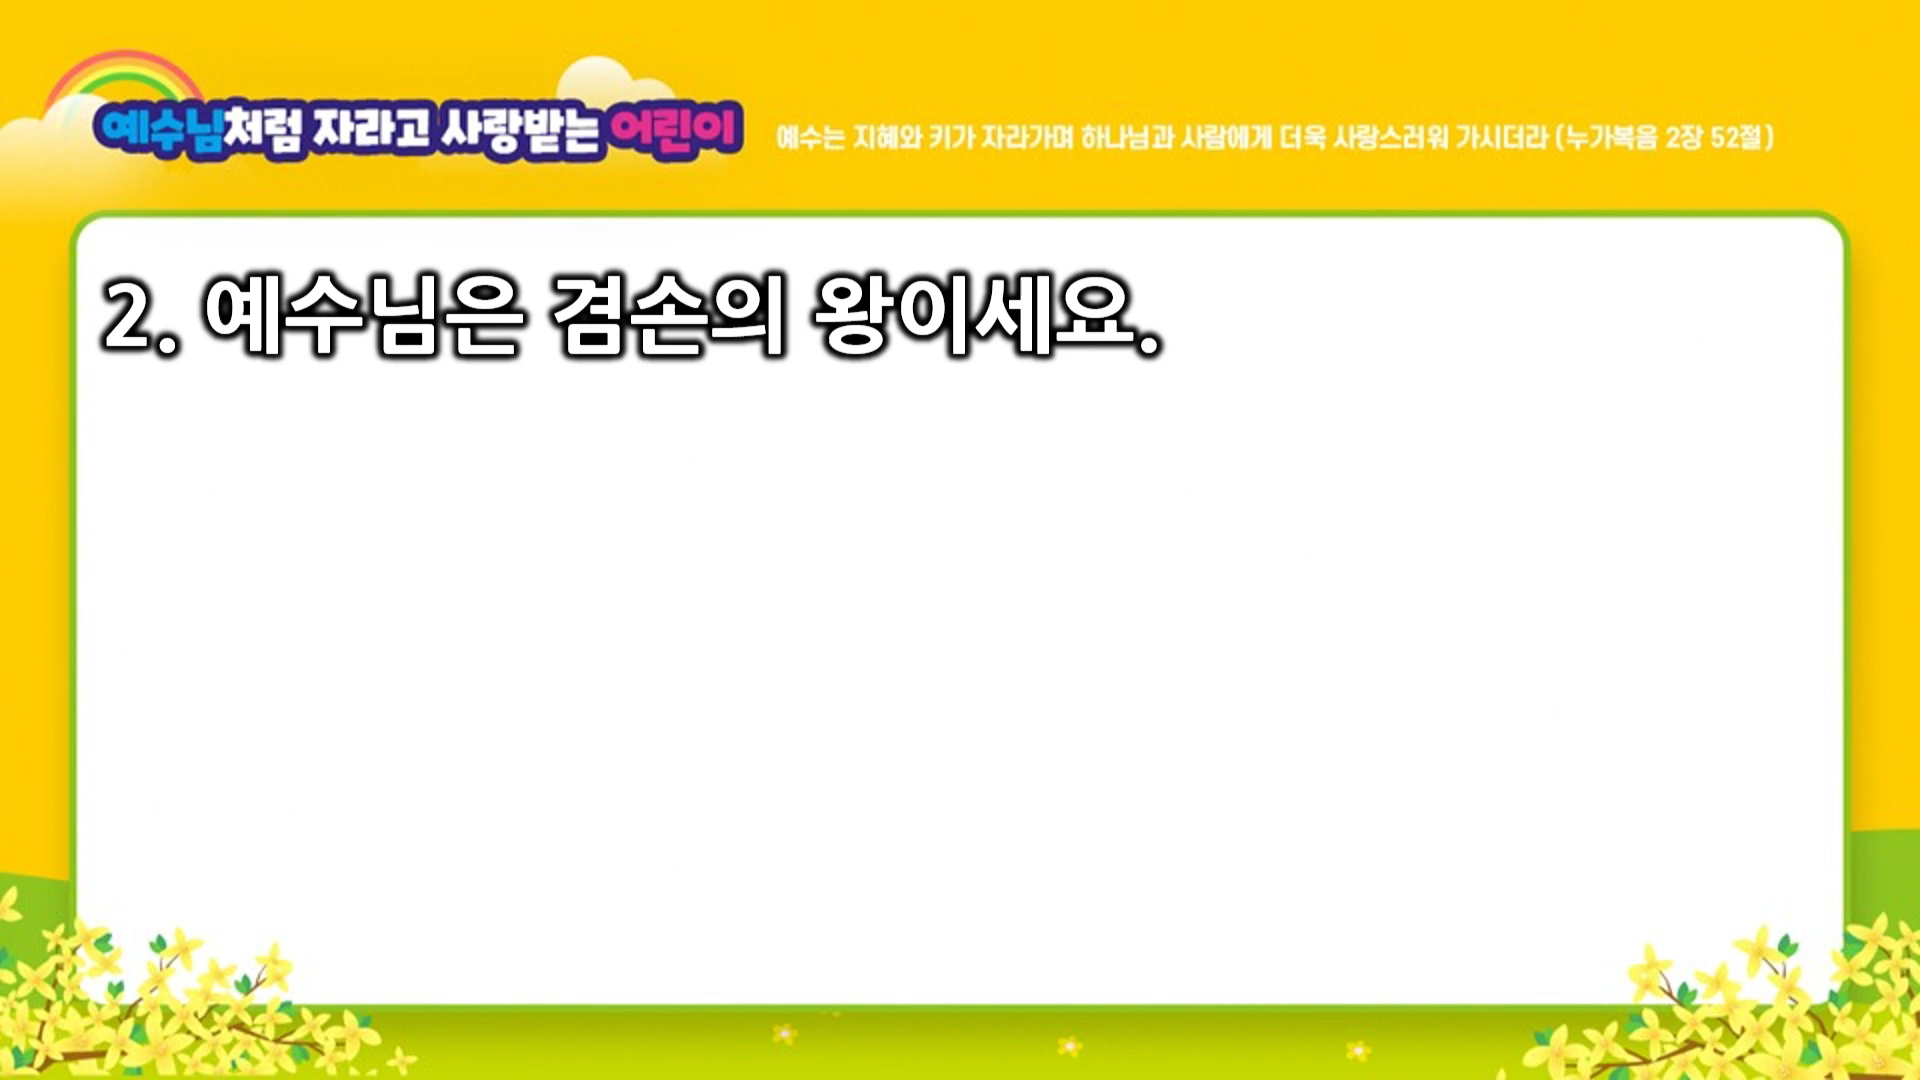 예수님처럼 자라고 사랑받는 어린이
예수는 지혜와 키가 자라가며 하나님과 사람에게 더욱 사랑스러워 가시더라 (누가복음 2장 52절)
2. 예수님은 겸손의 왕이세요.